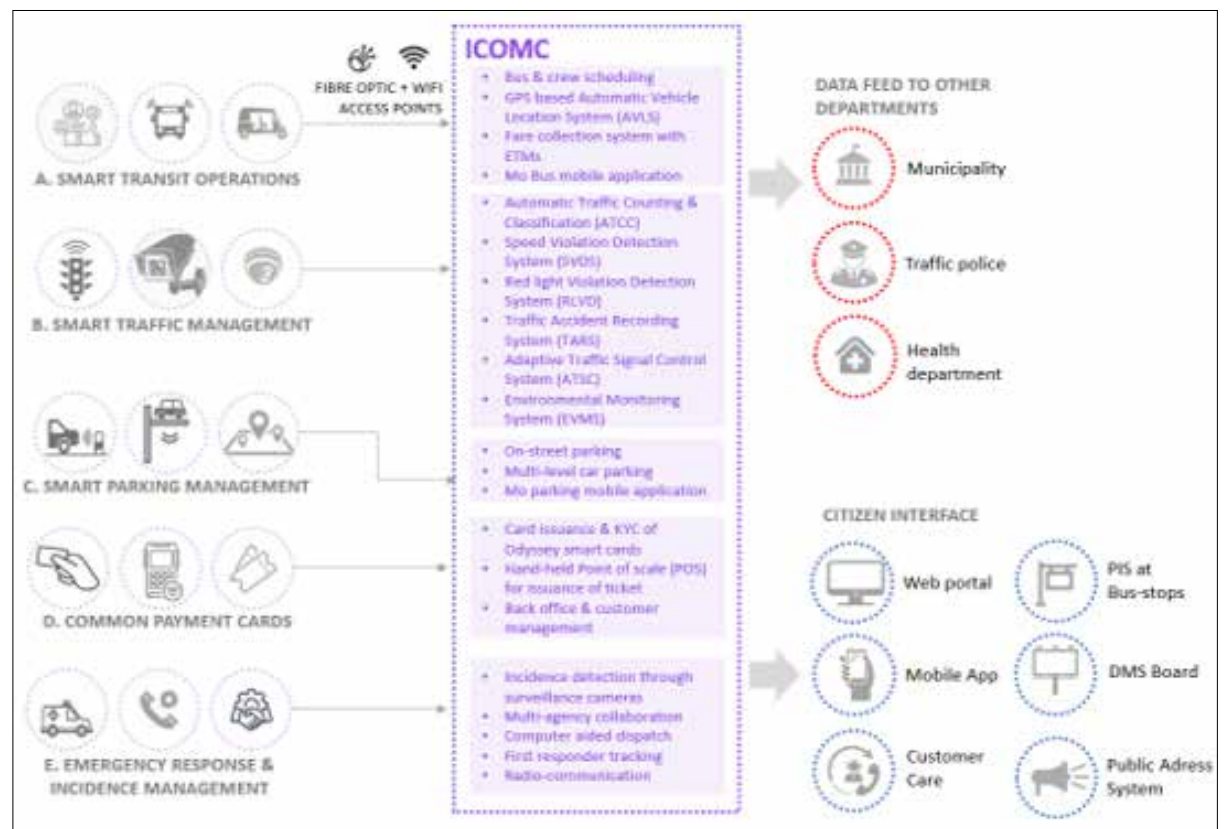 FIBRE OPTIC + WIFI
ACCESS POINTS
A. SMART TRANSIT OPERATIONS
B. SMART TRAFFIC MANAGEMENT
C. SMART PARKING MANAGEMENT
D. COMMON PAYMENT CARDS
E. EMERGENCY RESPONSE &
INCIDENCE MANAGEMENT
ICOMC
• Bus & crew scheduling
• GPS based Automatic Vehicle
Location System (AVLS)
• Fare collection system with
ETMs
• Mo Bus mobile application
• Automatic Traffic Counting &
Classification (ATCC)
• Speed Violation Detection
System (SVDS)
• Red light Violation Detection
System (RLVD)
• Traffic Accident Recording
System (TARS)
• Adaptive Traffic Signal Control
System (ATSC)
• Environmental Monitoring
System (EVMS)
• On-street parking
• Multi-level car parking
• Mo parking mobile application
• Card issuance & KYC of
Odyssey smart cards
• Hand-held Point of scale (POS)
for issuance of ticket
• Back office & customer
management
• Incidence detection through
surveillance cameras
• Multi-agency collaboration
• Computer aided dispatch
• First responder tracking
• Radio-communication
DATA FEED TO OTHER
DEPARTMENTS
Municipality
Traffic police
Health
department
CITIZEN INTERFACE
Web portal
PIS at
Bus-stops
Mobile App
DMS Board
Customer
Care
Public Adress
System